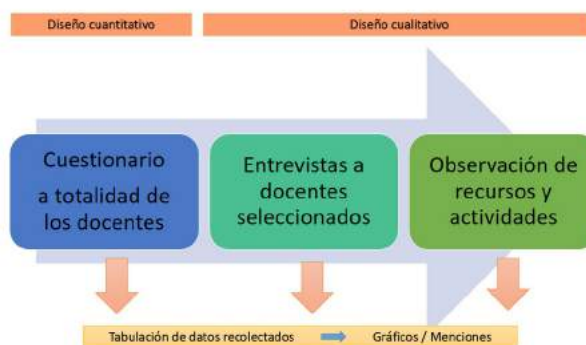 Diseño cuantitativo
Diseño cualitativo
Cuestionario
a totalidad de
los docentes
Entrevistas a
docentes
seleccionados
Observación de
recursos y
actividades
Tabulación de datos recolectados
Gráficos / Menciones